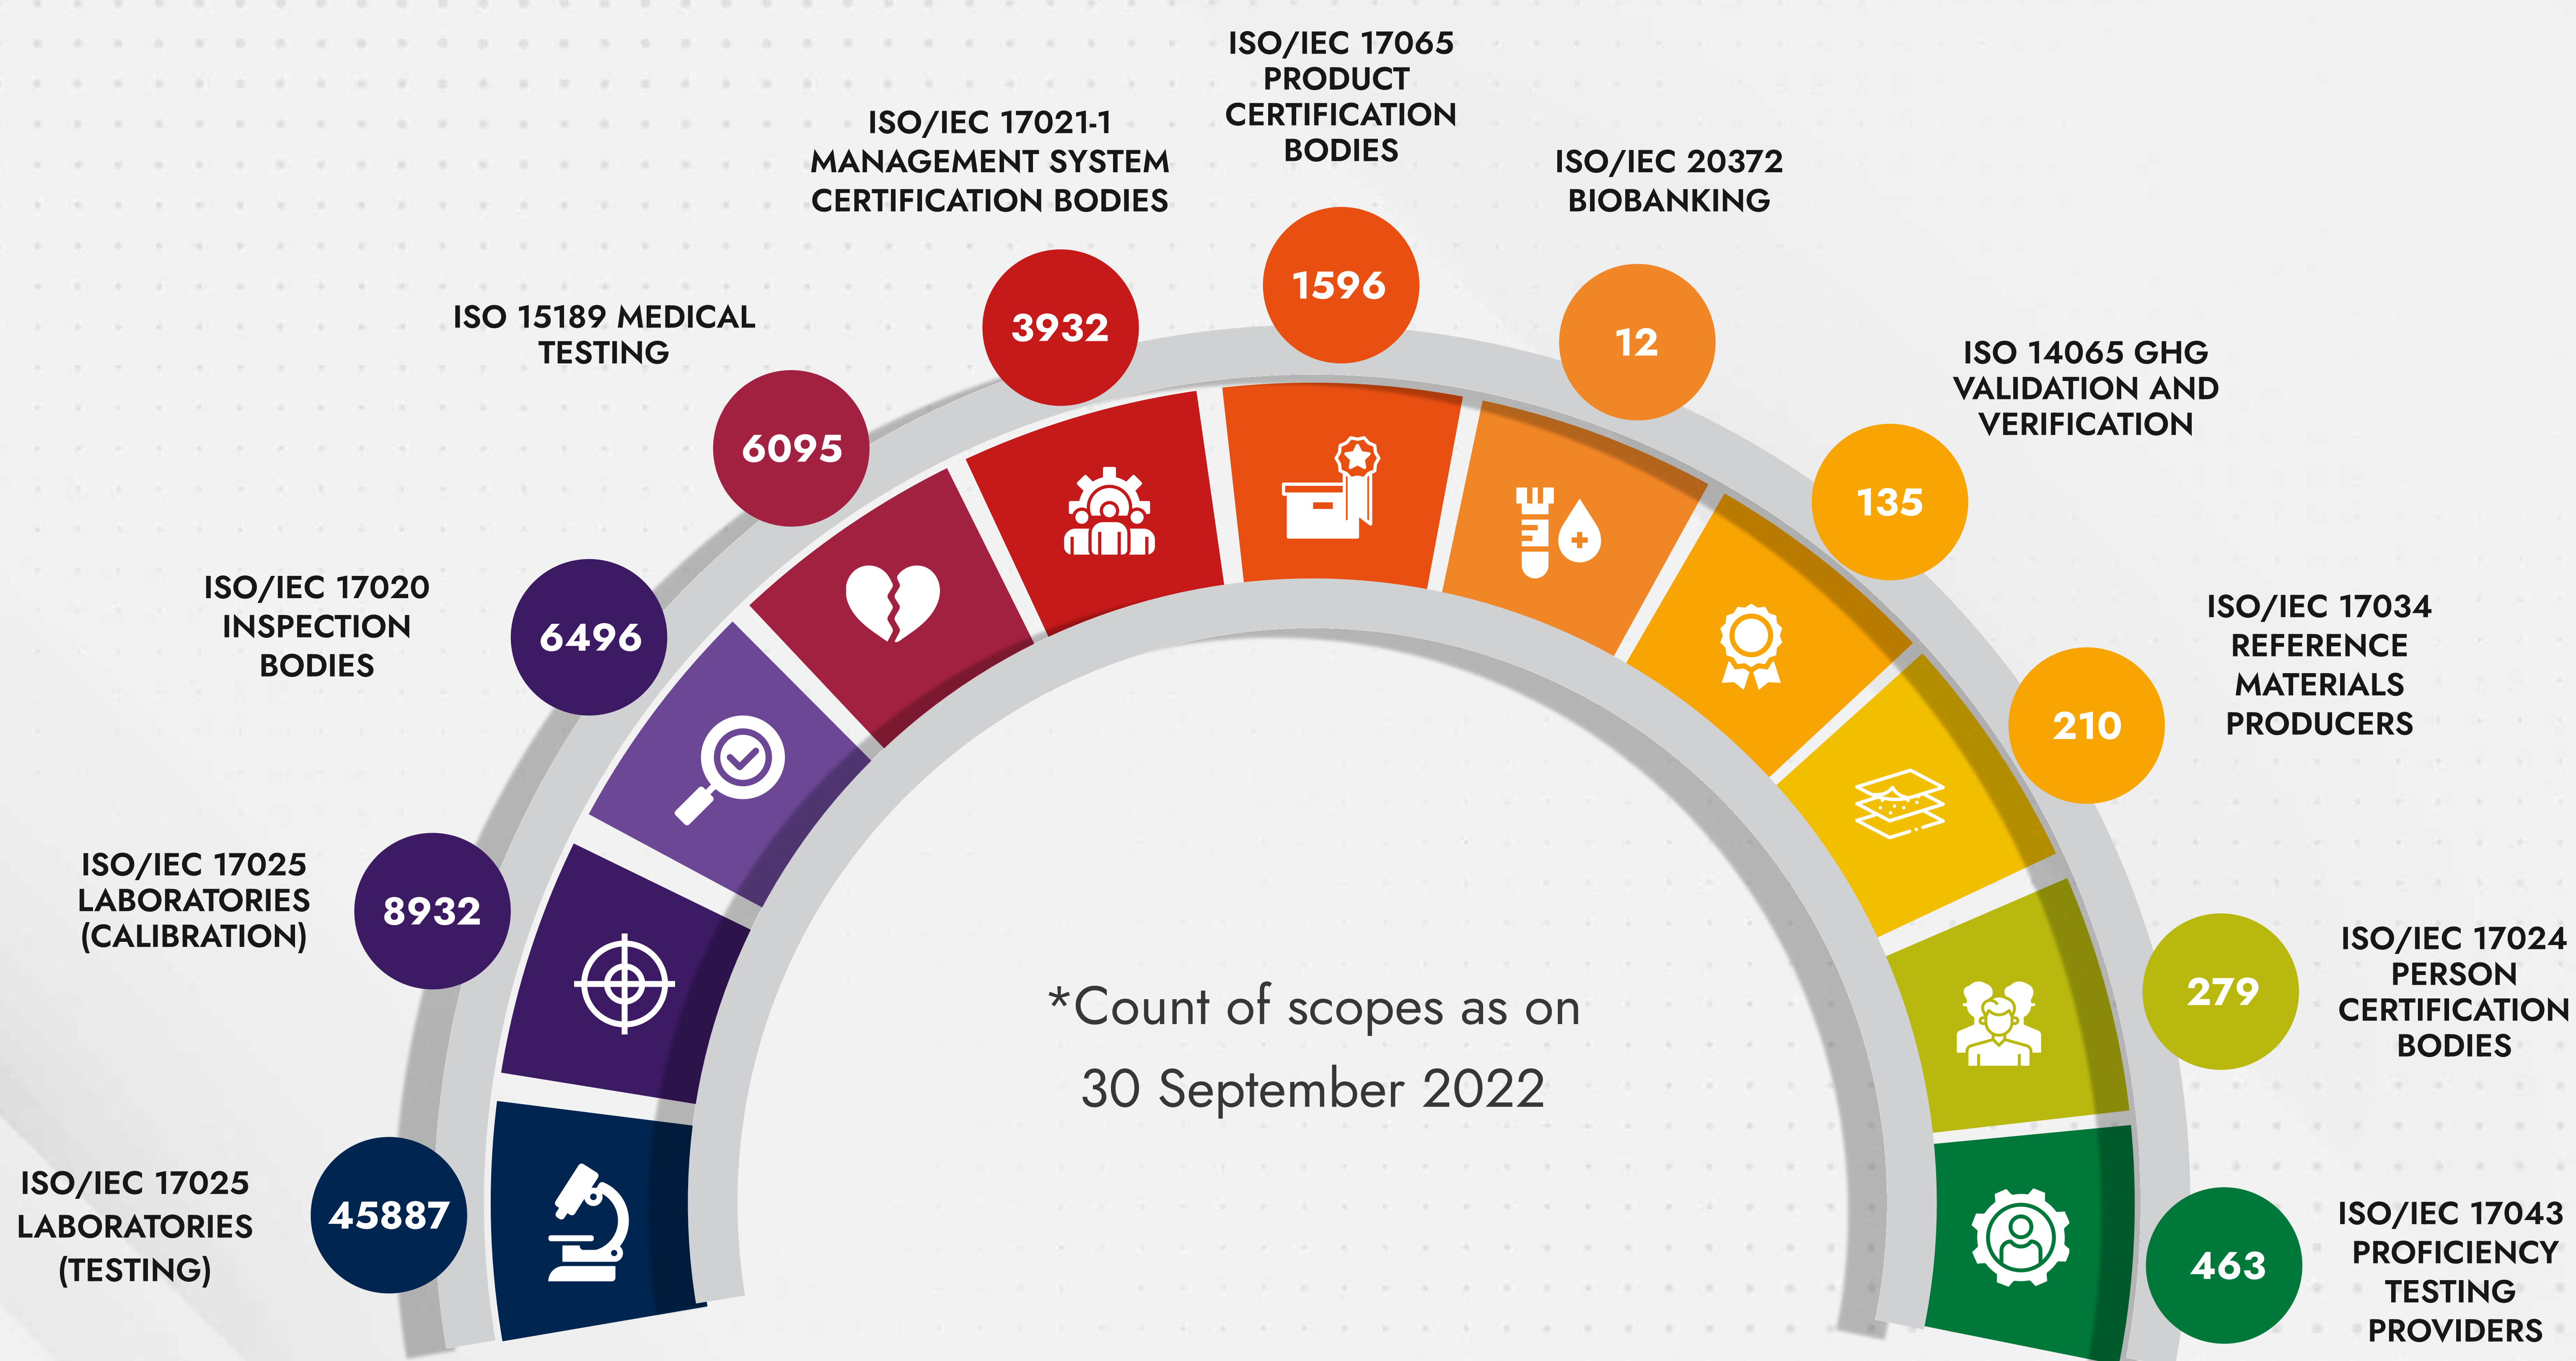 ISO/IEC 17065
PRODUCT
CERTIFICATION
BODIES
ISO/IEC 17021-1
MANAGEMENT SYSTEM
CERTIFICATION BODIES
ISO/IEC 20372
BIOBANKING
1596
3932
12
ISO 15189 MEDICAL
TESTING
6095
ISO 14065 GHG
VALIDATION AND
VERIFICATION
135
ISO/IEC 17020
INSPECTION
BODIES
6496
ISO/IEC 17034
REFERENCE
MATERIALS
PRODUCERS
210
ISO/IEC 17025
LABORATORIES
(CALIBRATION)
8932
ISO/IEC 17024
PERSON
CERTIFICATION
BODIES
279
*Count of scopes as on
30 September 2022
ISO/IEC 17025
LABORATORIES
(TESTING)
45887
ISO/IEC 17043
PROFICIENCY
TESTING
PROVIDERS
463